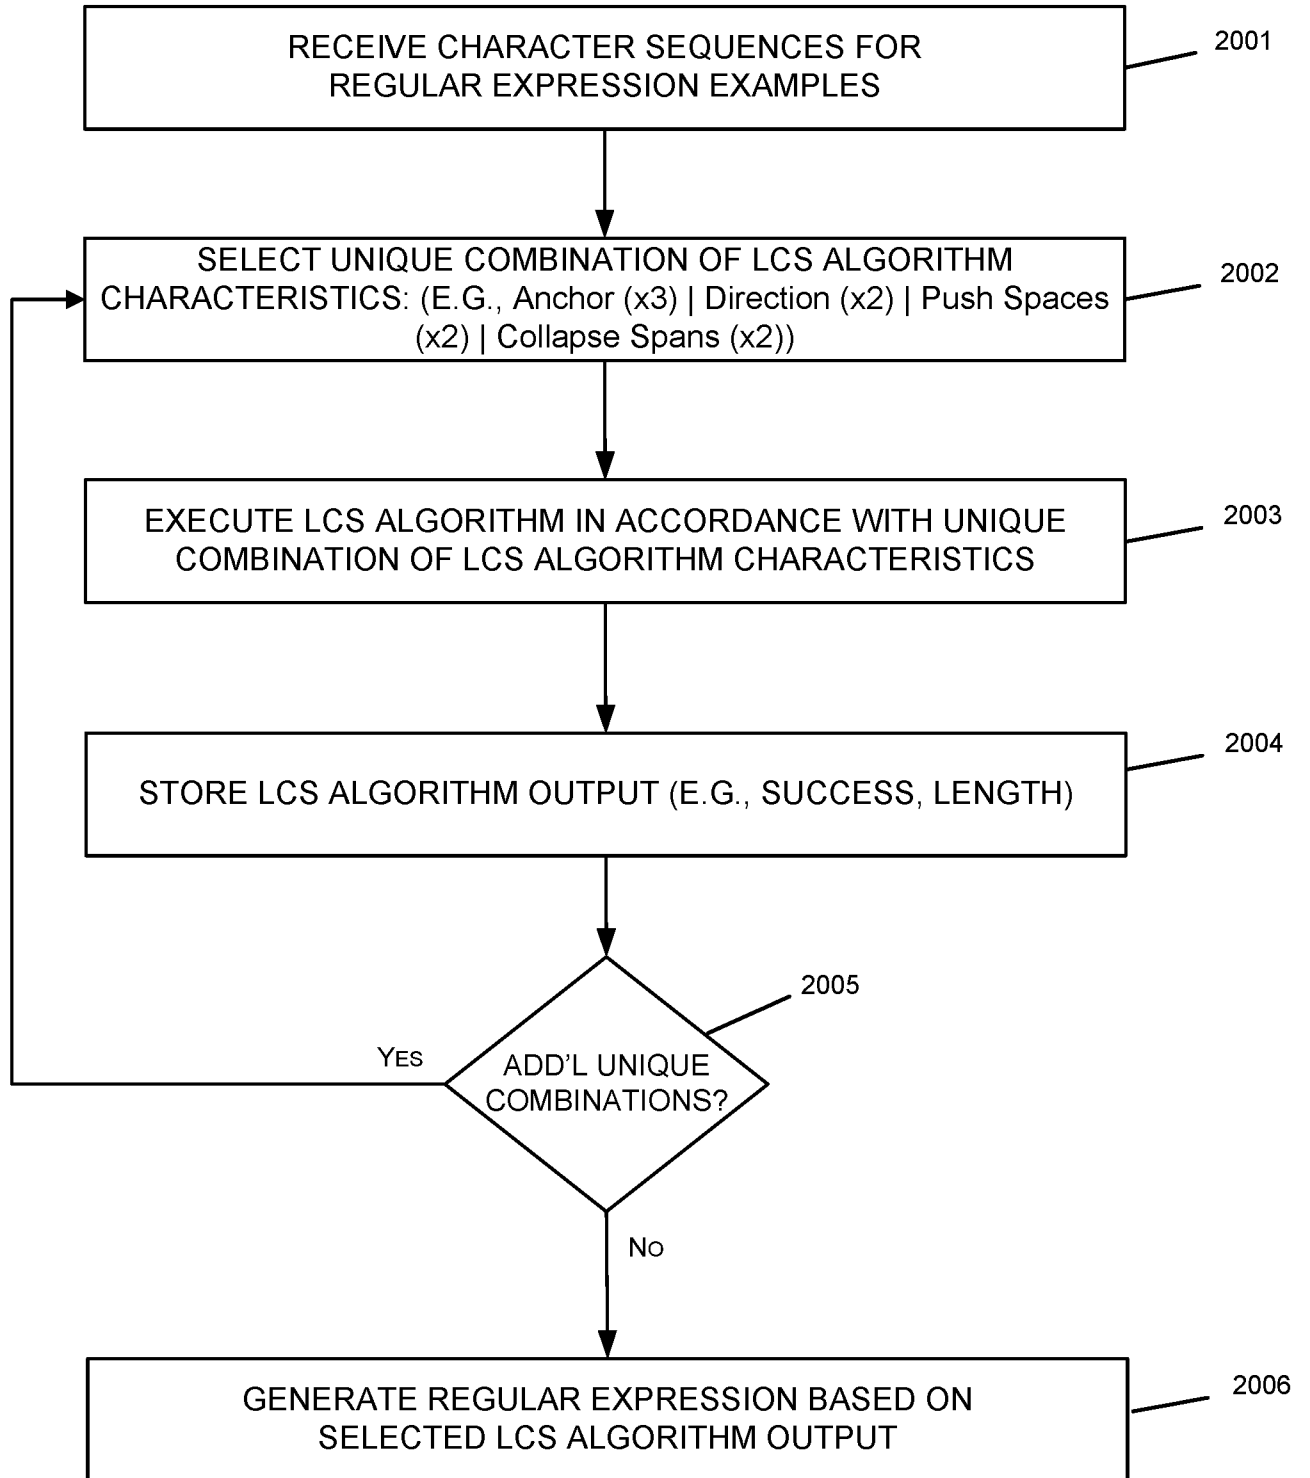 RECEIVE CHARACTER SEQUENCES FOR
REGULAR EXPRESSION EXAMPLES
2001
SELECT UNIQUE COMBINATION OF LCS ALGORITHM
CHARACTERISTICS: (E.G., Anchor (x3) | Direction (x2) | Push Spaces
(x2) | Collapse Spans (x2))
2002
EXECUTE LCS ALGORITHM IN ACCORDANCE WITH UNIQUE
COMBINATION OF LCS ALGORITHM CHARACTERISTICS
2003
STORE LCS ALGORITHM OUTPUT (E.G., SUCCESS, LENGTH)
2004
ADD'L UNIQUE
COMBINATIONS?
2005
YES
NO
GENERATE REGULAR EXPRESSION BASED ON
SELECTED LCS ALGORITHM OUTPUT
2006